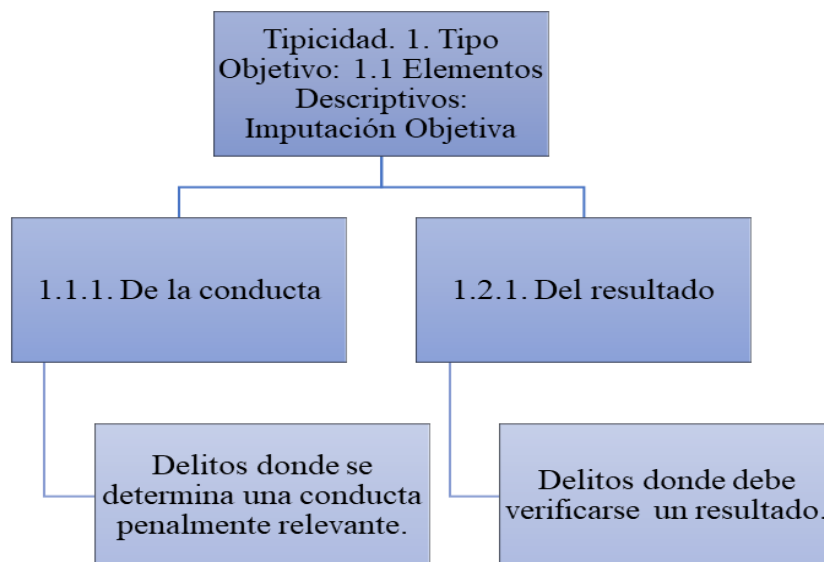 Tipicidad. 1. Tipo
Objetivo: 1.1 Elementos
Descriptivos:
Imputación Objetiva
1.1.1. De la conducta
1.2.1. Del resultado
Delitos donde se
determina una conducta
penalmente relevante.
Delitos donde debe
verificarse un resultado.